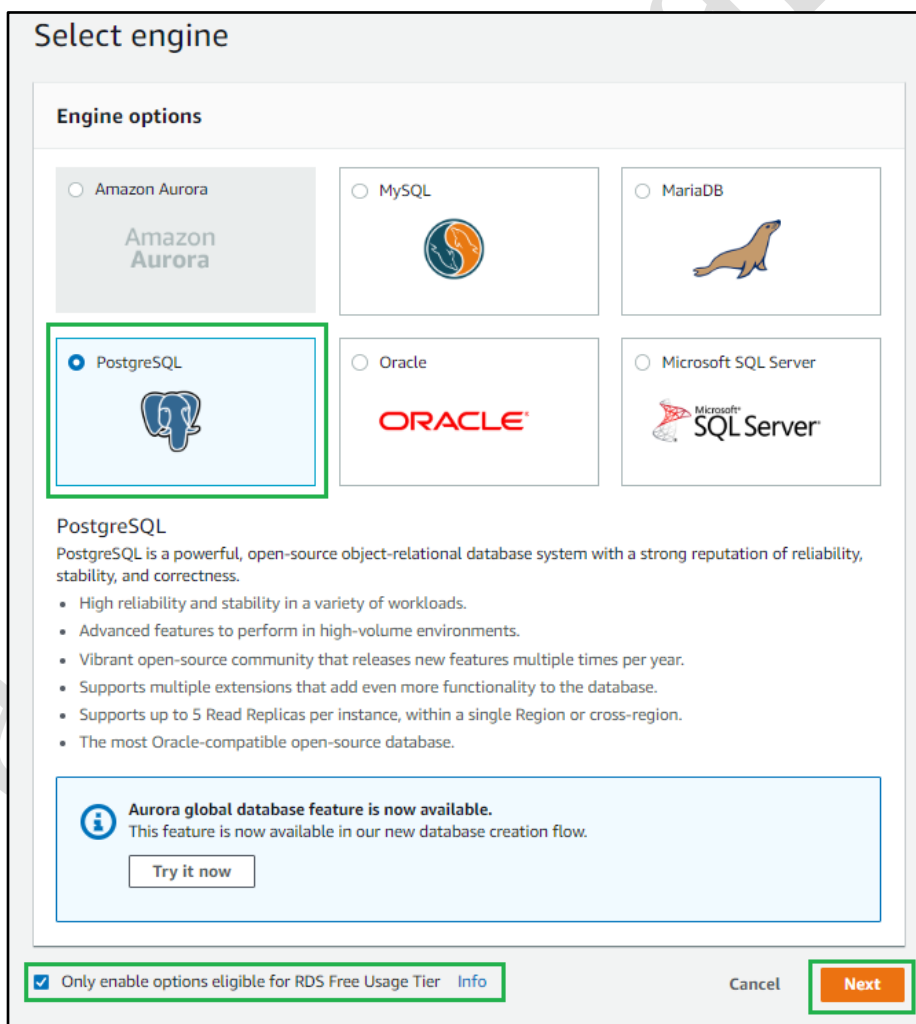 Select engine
Engine options
Amazon Aurora
Amazon
Aurora
MySQL
MariaDB
PostgreSQL
Oracle
ORACLE
Microsoft SQL Server
Microsoft
SQL Server
PostgreSQL
PostgreSQL is a powerful, open-source object-relational database system with a strong reputation of reliability,
stability, and correctness.
• High reliability and stability in a variety of workloads.
• Advanced features to perform in high-volume environments.
• Vibrant open-source community that releases new features multiple times per year.
• Supports multiple extensions that add even more functionality to the database.
• Supports up to 5 Read Replicas per instance, within a single Region or cross-region.
• The most Oracle-compatible open-source database.
Aurora global database feature is now available.
This feature is now available in our new database creation flow.
Try it now
Only enable options eligible for RDS Free Usage Tier Info
Cancel
Next